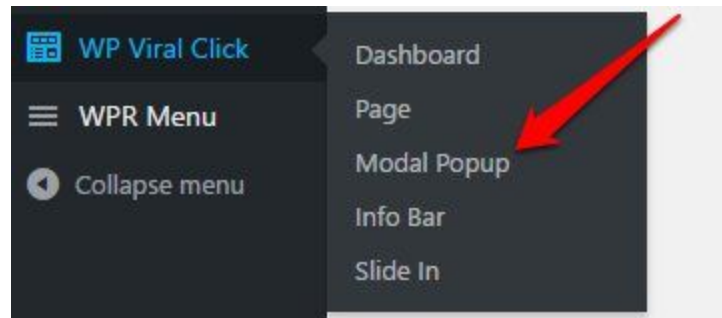 WP Viral Click
WPR Menu
Collapse menu
Dashboard
Page
Modal Popup
Info Bar
Slide In